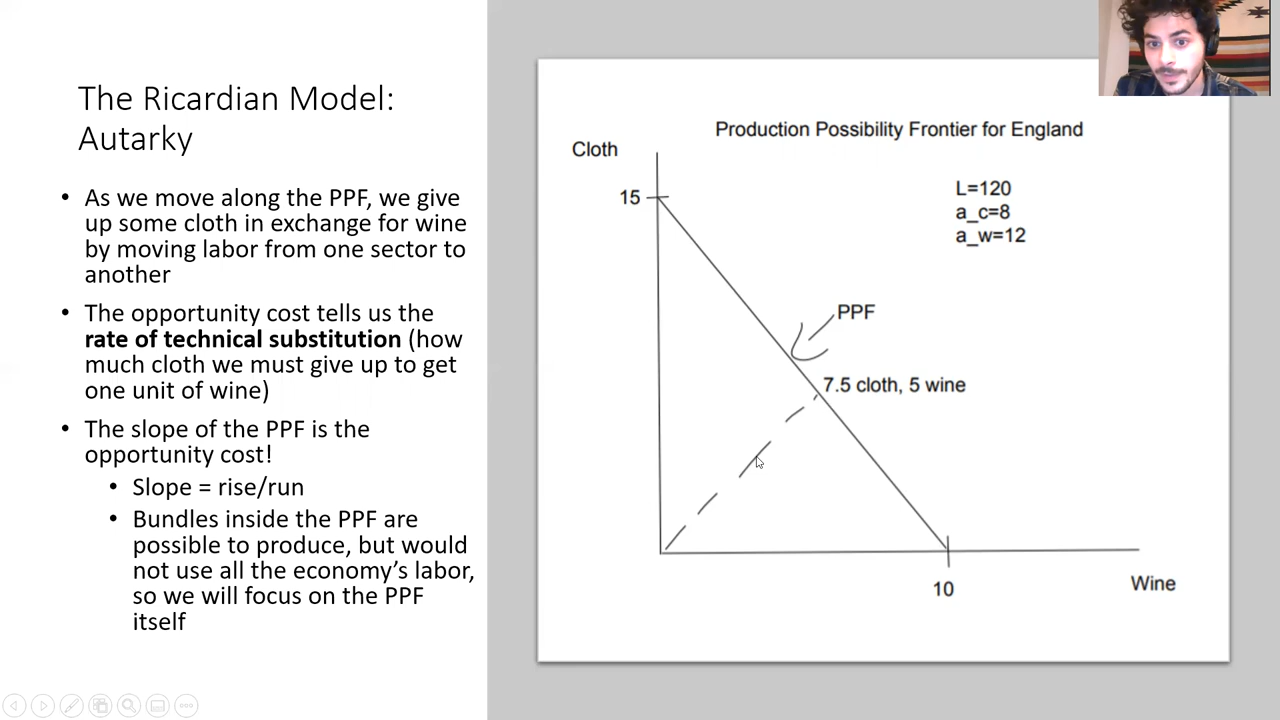 The Ricardian Model:
Autarky
• As we move along the PPF, we give
up some cloth in exchange for wine
by moving labor from one sector to
another
• The opportunity cost tells us the
rate of technical substitution (how
much cloth we must give up to get
one unit of wine)
• The slope of the PPF is the
opportunity cost!
• Slope = rise/run
• Bundles inside the PPF are
possible to produce, but would
not use all the economy’s labor,
so we will focus on the PPF
itself
Production Possibility Frontier for England
Cloth
L=120
a_c=8
a_w=12
15
PPF
7.5 cloth, 5 wine
10
Wine